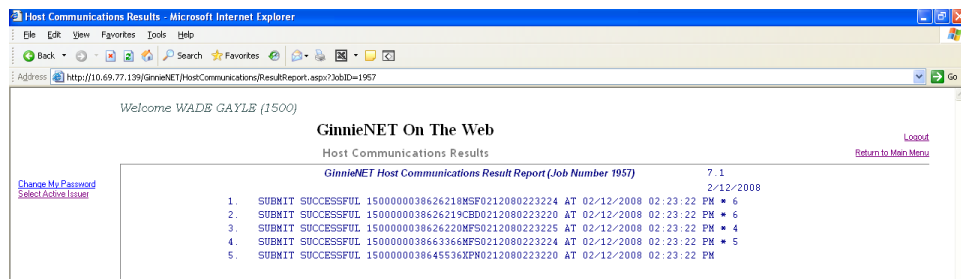 Host Communications Results - Microsoft Internet Explorer
File Edit View Favorites Tools Help
Back Search Favorites
Address http://10.69.77.139/GinnieNET/HostCommunications/ResultReport.aspx?JobID=1957 Go
Welcome WADE GAYLE (1500)
GinnieNET On The Web
Logout
Host Communications Results
Return to Main Menu
GinnieNET Host Communications Result Report (Job Number 1957) 7.1
Change My Password
2/12/2008
Select Active Issuer
1. SUBMIT SUCCESSFUL 1500000038626218MSF0212080223224 AT 02/12/2008 02:23:22 PM * 6
2. SUBMIT SUCCESSFUL 1500000038626219CBD0212080223220 AT 02/12/2008 02:23:22 PM * 6
3. SUBMIT SUCCESSFUL 1500000038626220MFS0212080223225 AT 02/12/2008 02:23:22 PM * 4
4. SUBMIT SUCCESSFUL 1500000038663366MFS0212080223224 AT 02/12/2008 02:23:22 PM * 5
5. SUBMIT SUCCESSFUL 1500000038645536XPN0212080223220 AT 02/12/2008 02:23:22 PM